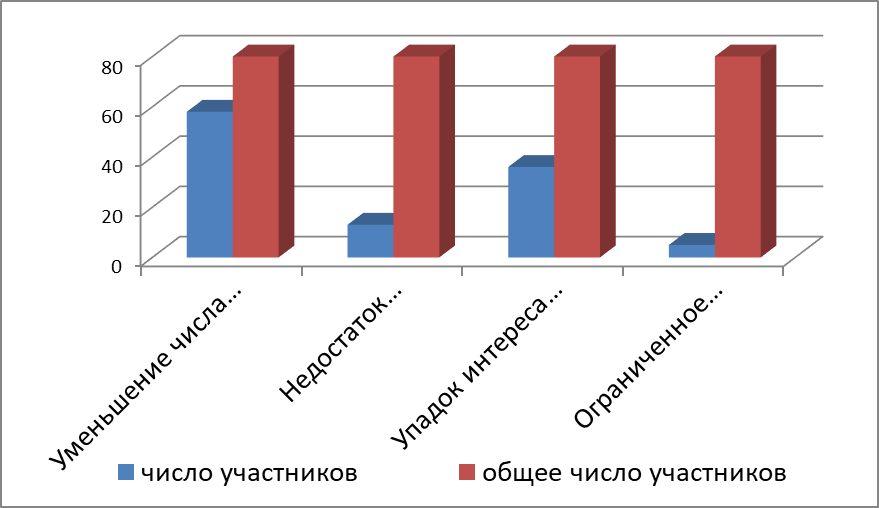 80
60
40
20
0
Уменьшение числа...
Недостаток...
Упадок интереса...
Ограниченное...
число участников
общее число участников